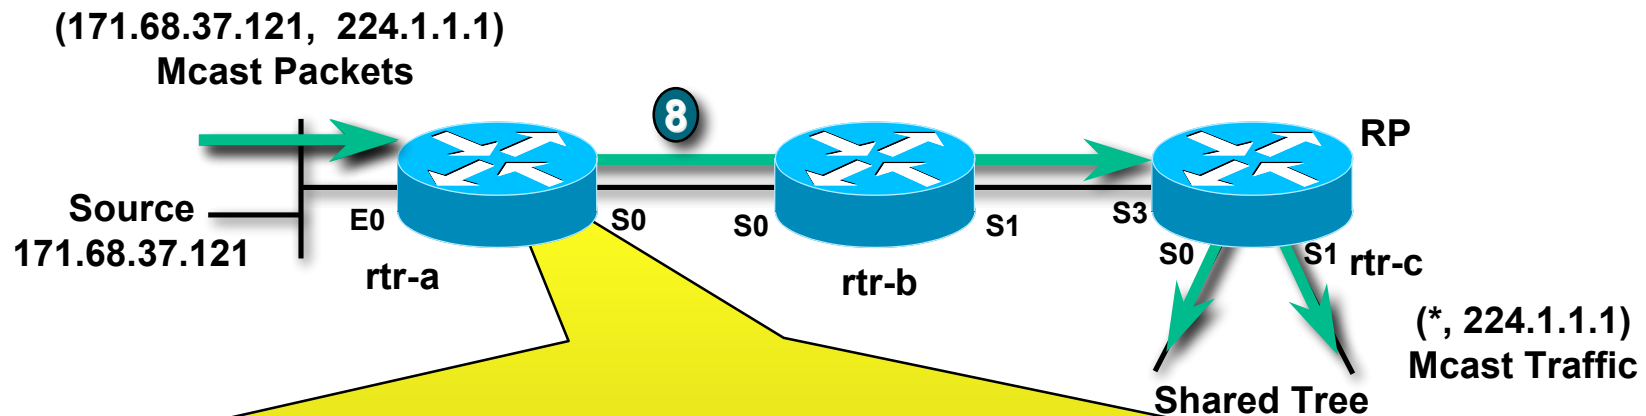 (171.68.37.121, 224.1.1.1)
Mcast Packets
8
RP
Source
171.68.37.121
E0
S0
S0
S1
S3
S0
S1
rtr-a
rtr-b
rtr-c
(*, 224.1.1.1)
Mcast Traffic
Shared Tree